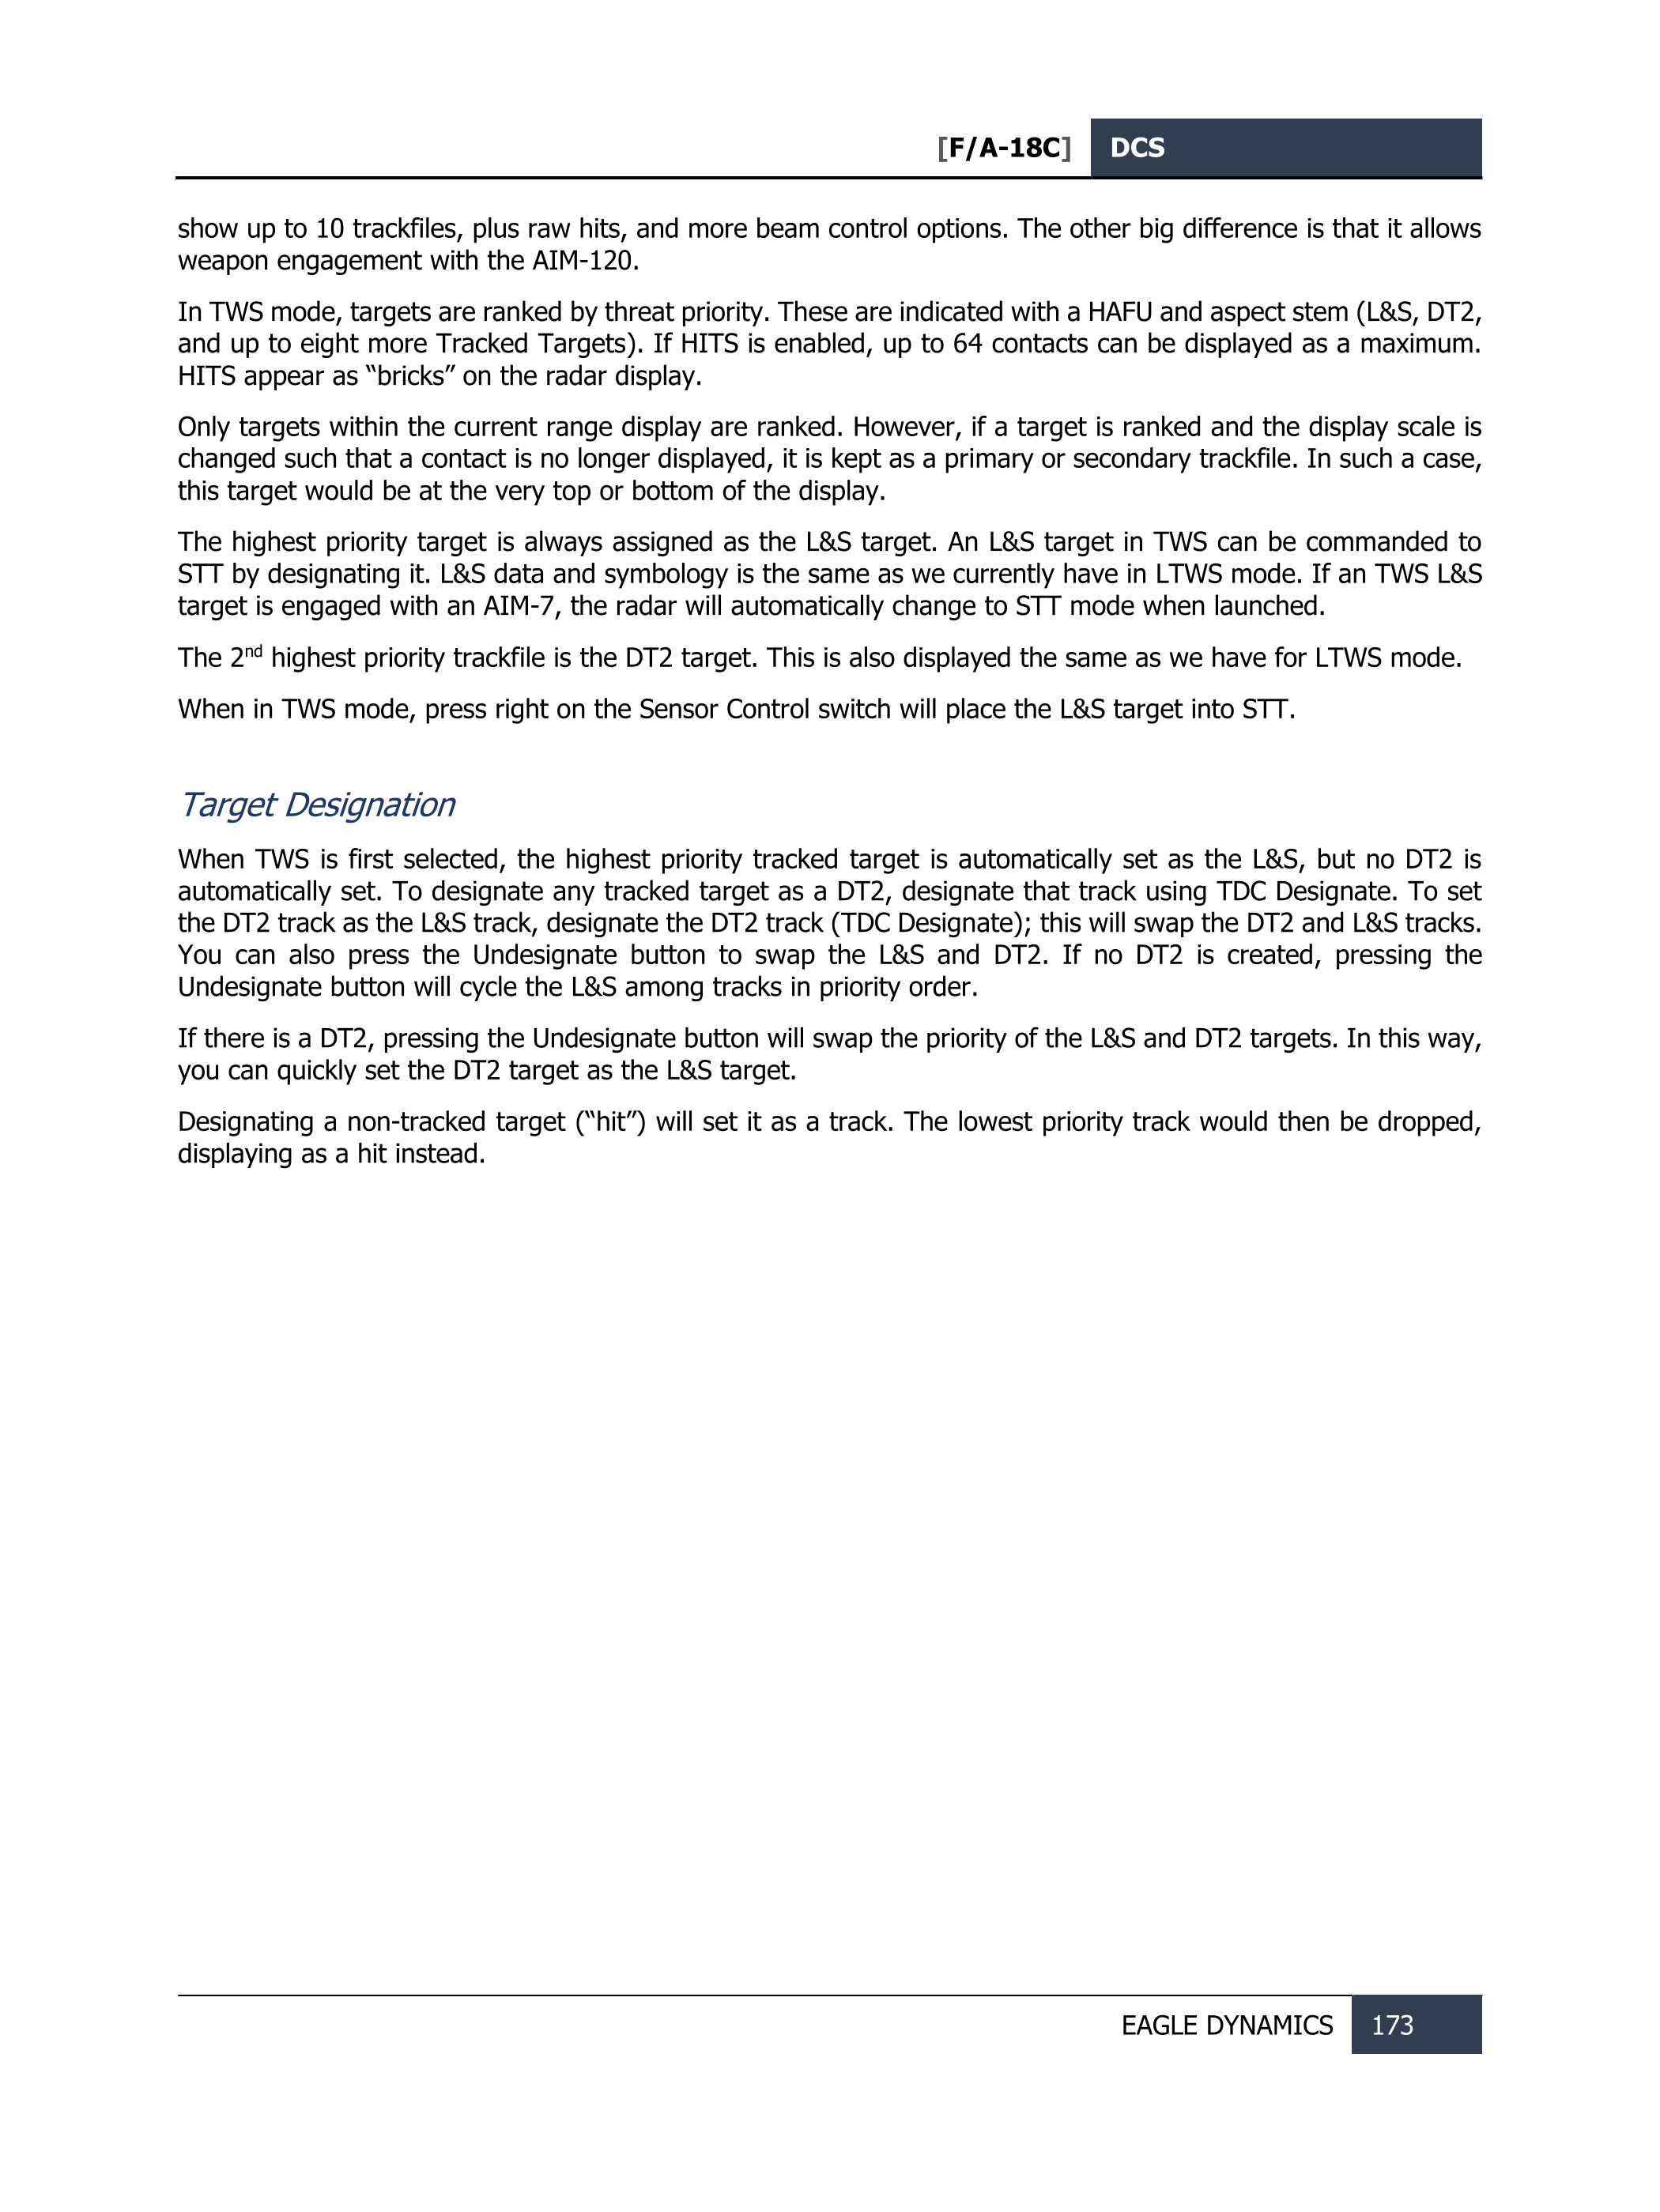 [F/A-18C] DCS
show up to 10 trackfiles, plus raw hits, and more beam control options. The other big difference is that it allows
weapon engagement with the AIM-120.
In TWS mode, targets are ranked by threat priority. These are indicated with a HAFU and aspect stem (L&S, DT2,
and up to eight more Tracked Targets). If HITS is enabled, up to 64 contacts can be displayed as a maximum.
HITS appear as “bricks” on the radar display.
Only targets within the current range display are ranked. However, if a target is ranked and the display scale is
changed such that a contact is no longer displayed, it is kept as a primary or secondary trackfile. In such a case,
this target would be at the very top or bottom of the display.
The highest priority target is always assigned as the L&S target. An L&S target in TWS can be commanded to
STT by designating it. L&S data and symbology is the same as we currently have in LTWS mode. If an TWS L&S
target is engaged with an AIM-7, the radar will automatically change to STT mode when launched.
The 2nd highest priority trackfile is the DT2 target. This is also displayed the same as we have for LTWS mode.
When in TWS mode, press right on the Sensor Control switch will place the L&S target into STT.
Target Designation
When TWS is first selected, the highest priority tracked target is automatically set as the L&S, but no DT2 is
automatically set. To designate any tracked target as a DT2, designate that track using TDC Designate. To set
the DT2 track as the L&S track, designate the DT2 track (TDC Designate); this will swap the DT2 and L&S tracks.
You can also press the Undesignate button to swap the L&S and DT2. If no DT2 is created, pressing the
Undesignate button will cycle the L&S among tracks in priority order.
If there is a DT2, pressing the Undesignate button will swap the priority of the L&S and DT2 targets. In this way,
you can quickly set the DT2 target as the L&S target.
Designating a non-tracked target (“hit”) will set it as a track. The lowest priority track would then be dropped,
displaying as a hit instead.
EAGLE DYNAMICS 173